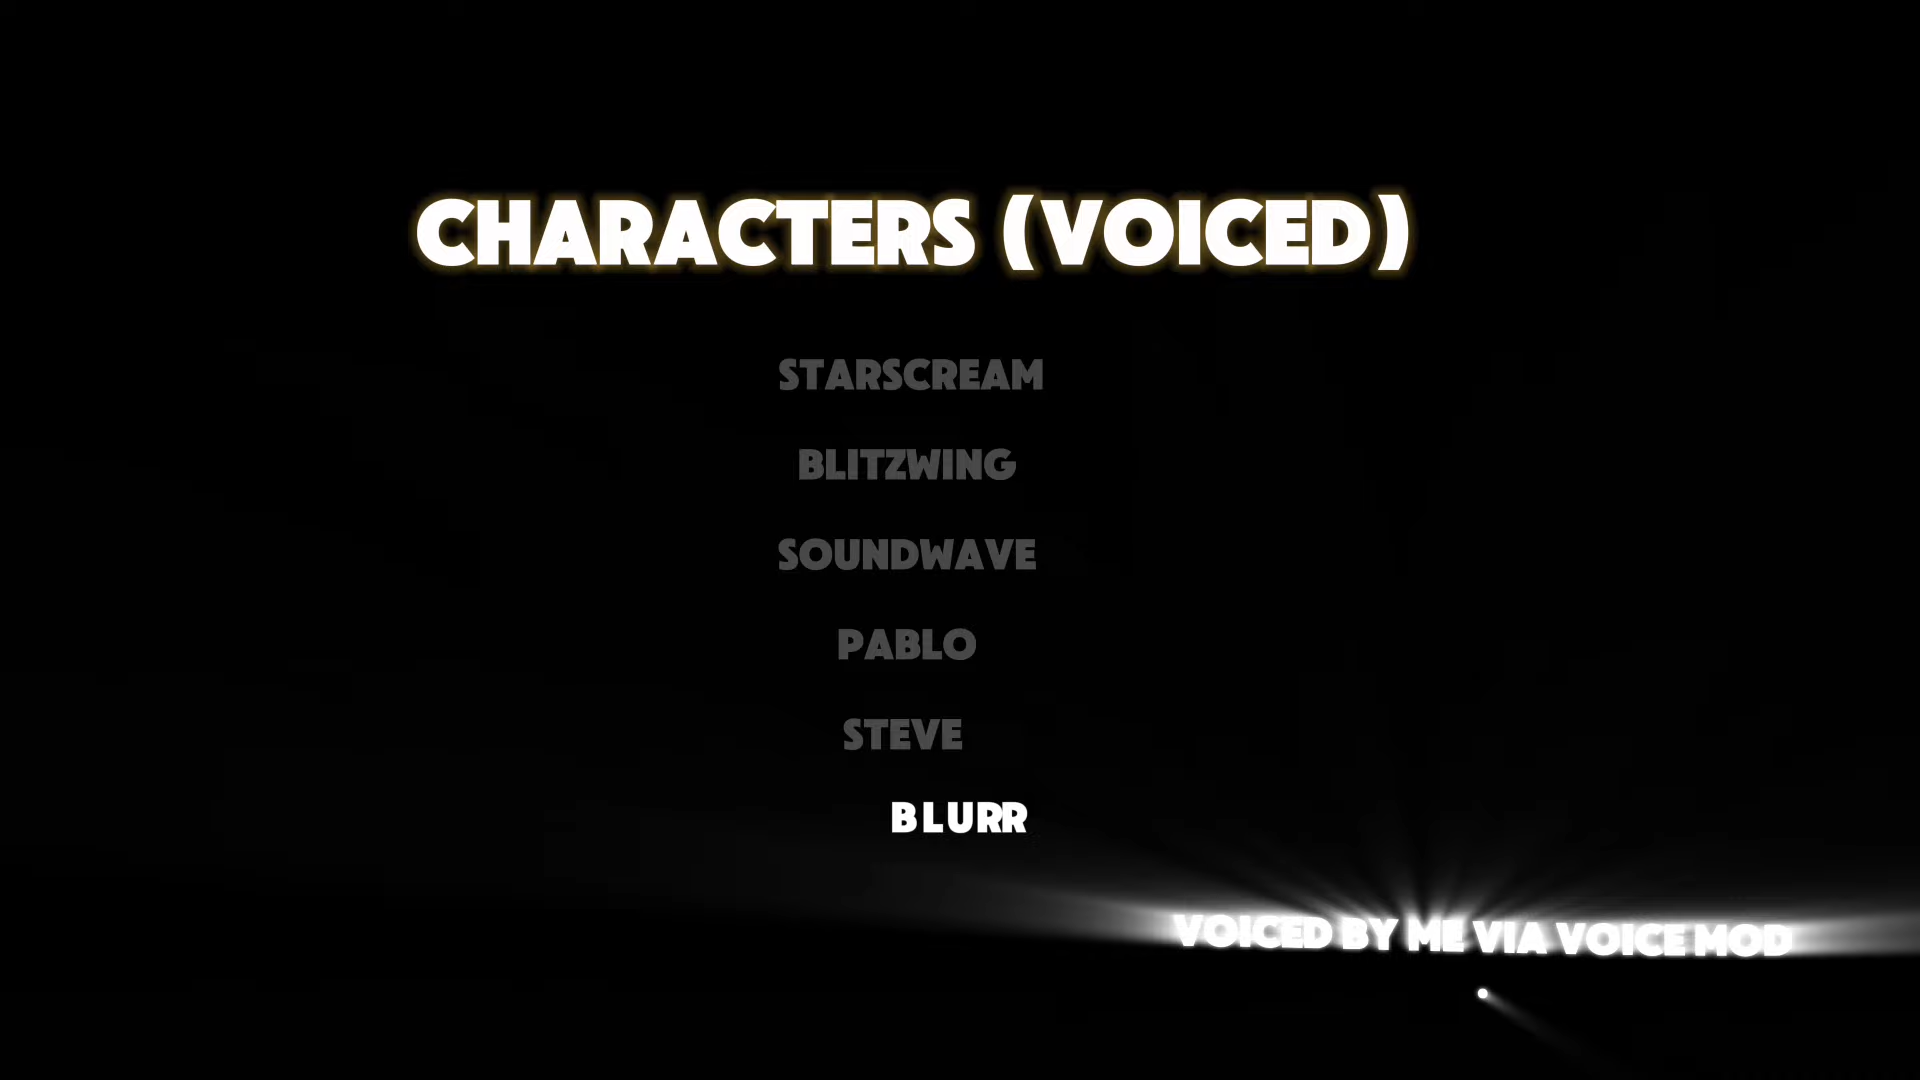 CHARACTERS (VOICED)
STARSCREAM
BLITZWING
SOUNDWAVE
PABLO
STEVE
BLURR
VOICED BY ME VIA VOICE MOD